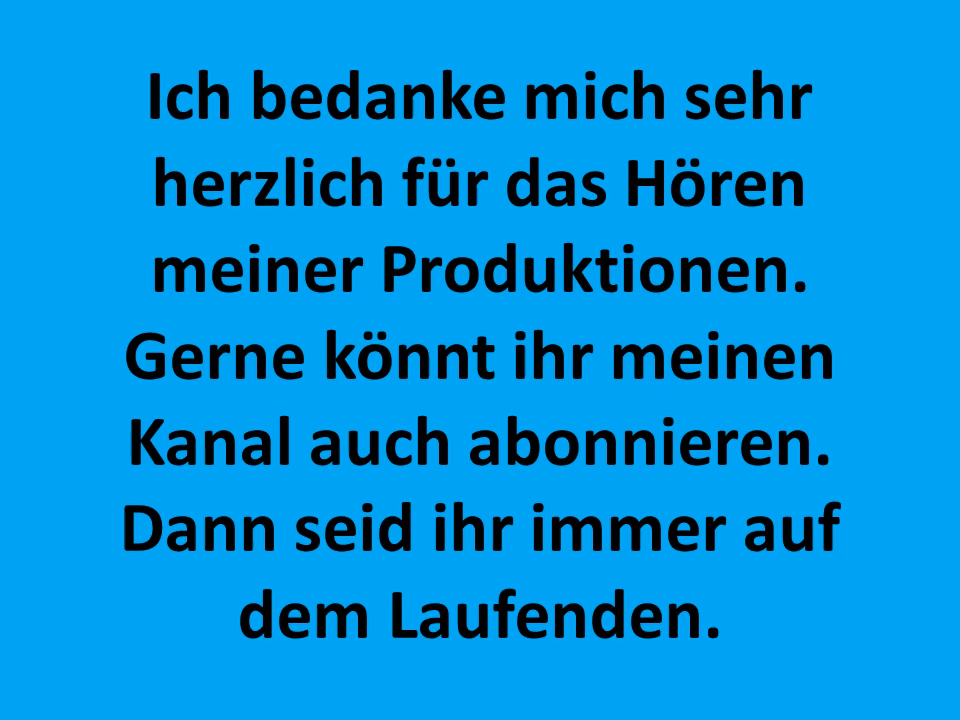 Ich bedanke mich sehr
herzlich für das Hören
meiner Produktionen.
Gerne könnt ihr meinen
Kanal auch abonnieren.
Dann seid ihr immer auf
dem Laufenden.